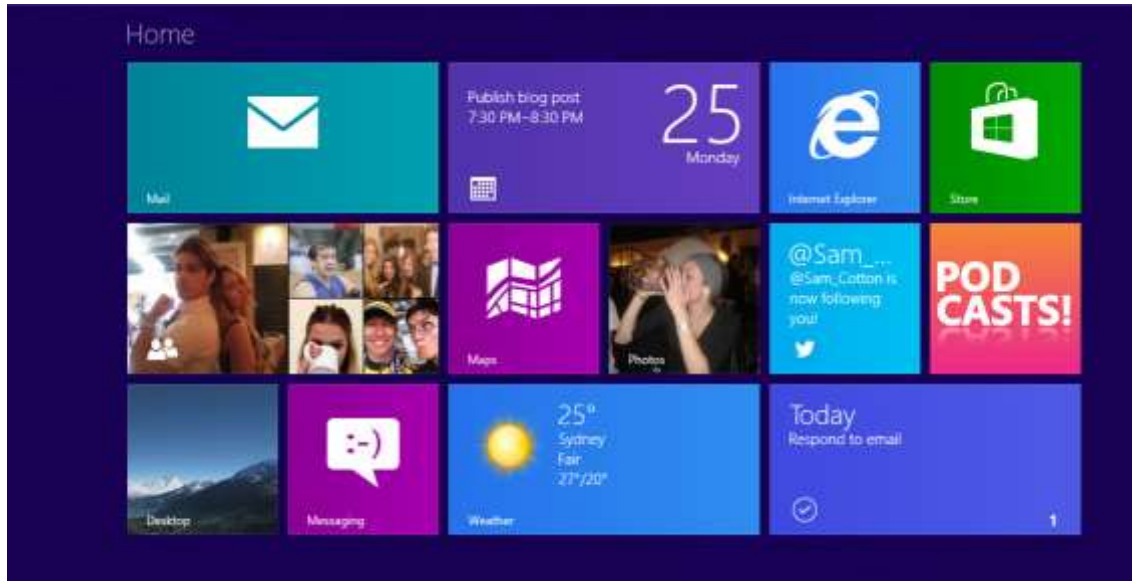 Home
Mail
Publish blog post
7:30 PM–8:30 PM
25
Monday
Internet Explorer
Store
Maps
Photos
@Sam_...
@Sam_Cotton is
now following
you!
POD
CASTS!
Desktop
:-)
Messaging
25°
Sydney
Fair
27°/20°
Weather
Today
Respond to email
1